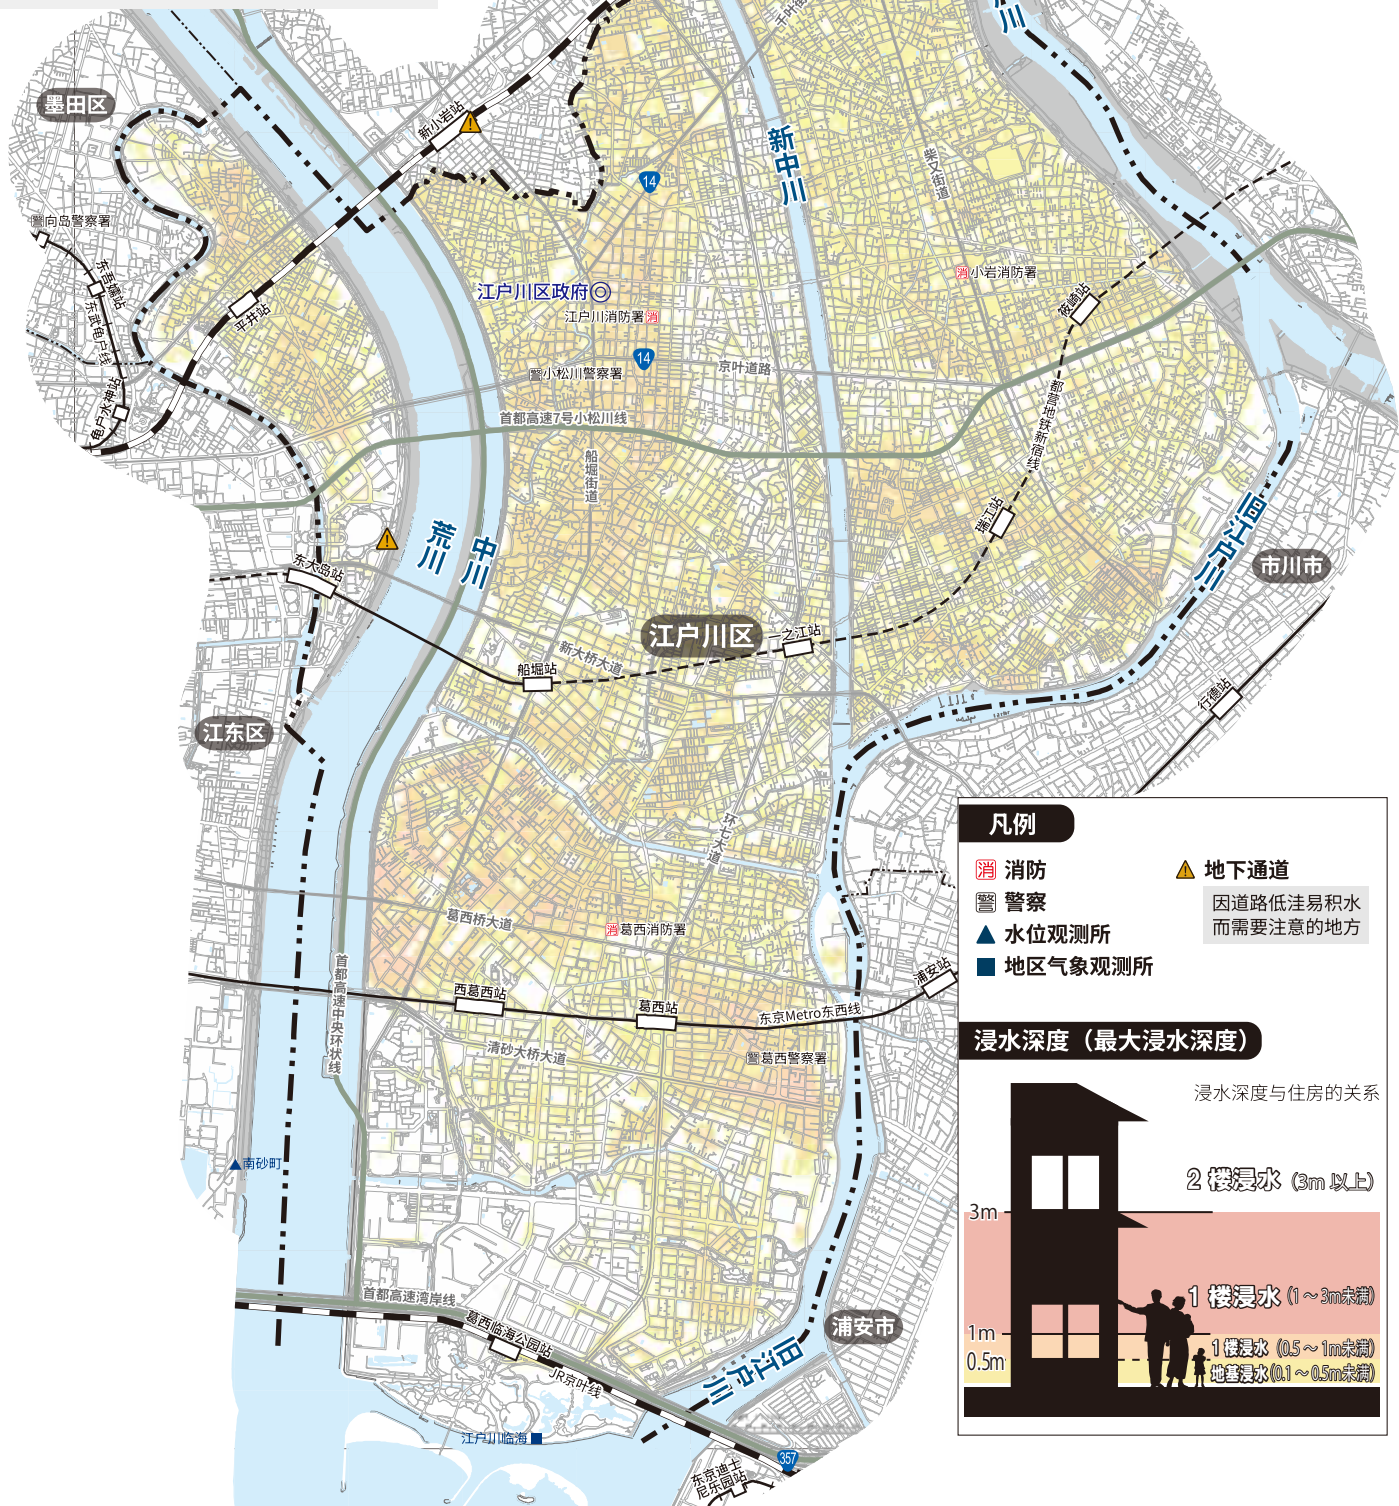 川
墨田区
新小岩站
新中川
千叶街
柴又街道
14
向岛警察署
东吾嬬站
东武电户线
龟户水神站
平井站
江户川区政府
江户川消防署
消
消
小岩消防署
筱崎站
14
京叶道路
警小松川警察署
首都高速7号小松川线
船堀街道
都营地铁新宿线
瑞江站
荒川
中川
旧江户川
市川市
东大岛站
江户川区
一之江站
新大桥大道
船堀站
行德站
江东区
环七大道
葛西桥大道
消
葛西消防署
首都高速中央环状线
西葛西站
葛西站
东京Metro东西线
浦安站
清砂大桥大道
警葛西警察署
南砂町
首都高速湾岸线
葛西临海公园站
JR京叶线
旧江户川
浦安市
江户川临海
357
东京迪士
尼乐园站
凡例
消 消防
警 警察
水位观测所
地区气象观测所
地下通道
因道路低洼易积水
而需要注意的地方
浸水深度（最大浸水深度）
浸水深度与住房的关系
2 楼浸水（3m 以上）
3m
1 楼浸水（1～3m未满）
1m
1 楼浸水（0.5～1m未满）
0.5m
地基浸水（0.1～0.5m未满）